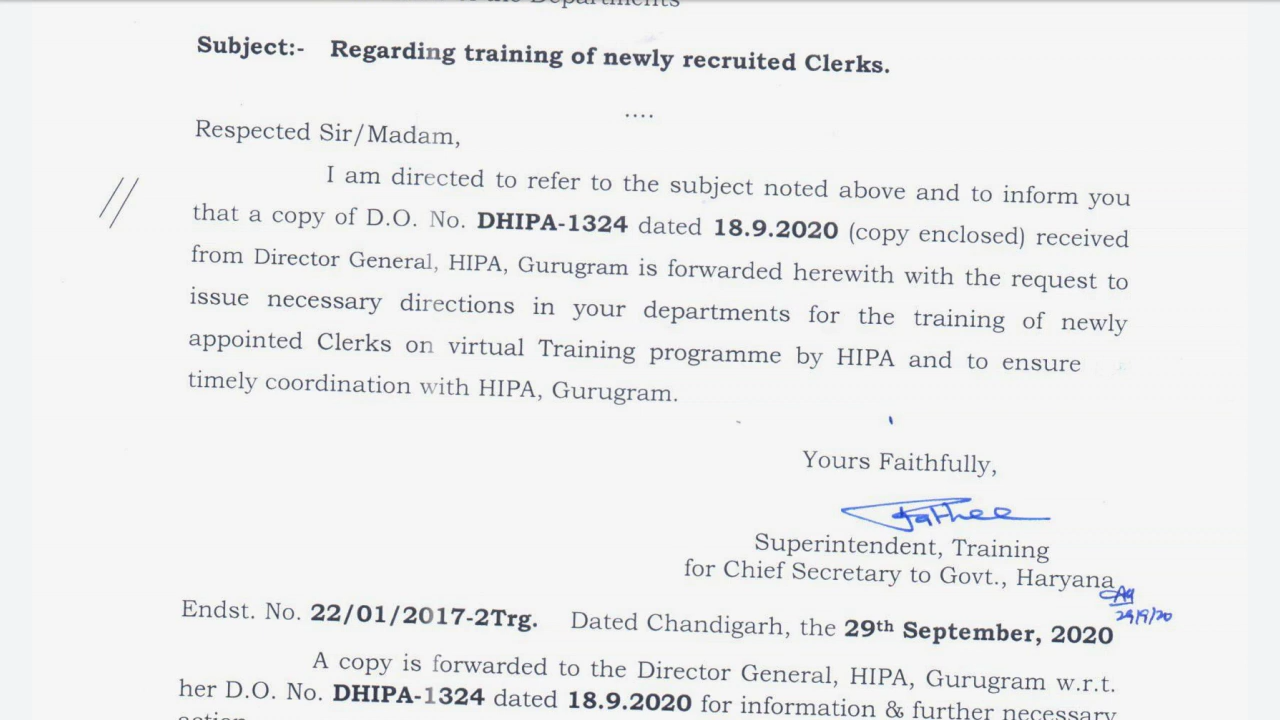 the Departments
Subject:- Regarding training of newly recruited Clerks.
....
Respected Sir/Madam,
I am directed to refer to the subject noted above and to inform you
that a copy of D.O. No. DHIPA-1324 dated 18.9.2020 (copy enclosed) received
from Director General, HIPA, Gurugram is forwarded herewith with the request to
issue necessary directions in your departments for the training of newly
appointed Clerks on virtual Training programme by HIPA and to ensure
timely coordination with HIPA, Gurugram.
Yours Faithfully,
Superintendent, Training
for Chief Secretary to Govt., Haryana
29/9/20
Endst. No. 22/01/2017-2Trg. Dated Chandigarh, the 29th September, 2020
A copy is forwarded to the Director General, HIPA, Gurugram w.r.t.
her D.O. No. DHIPA-1324 dated 18.9.2020 for information & further necessary